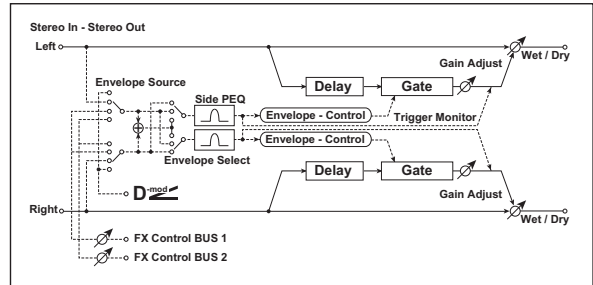 Stereo In - Stereo Out
Left
Wet / Dry
Gain Adjust
Envelope Source
Delay
Gate
Side PEQ
Envelope - Control
Trigger Monitor
Envelope - Control
Envelope Select
D-mod
Delay
Gate
Gain Adjust
Right
Wet / Dry
FX Control BUS 1
FX Control BUS 2